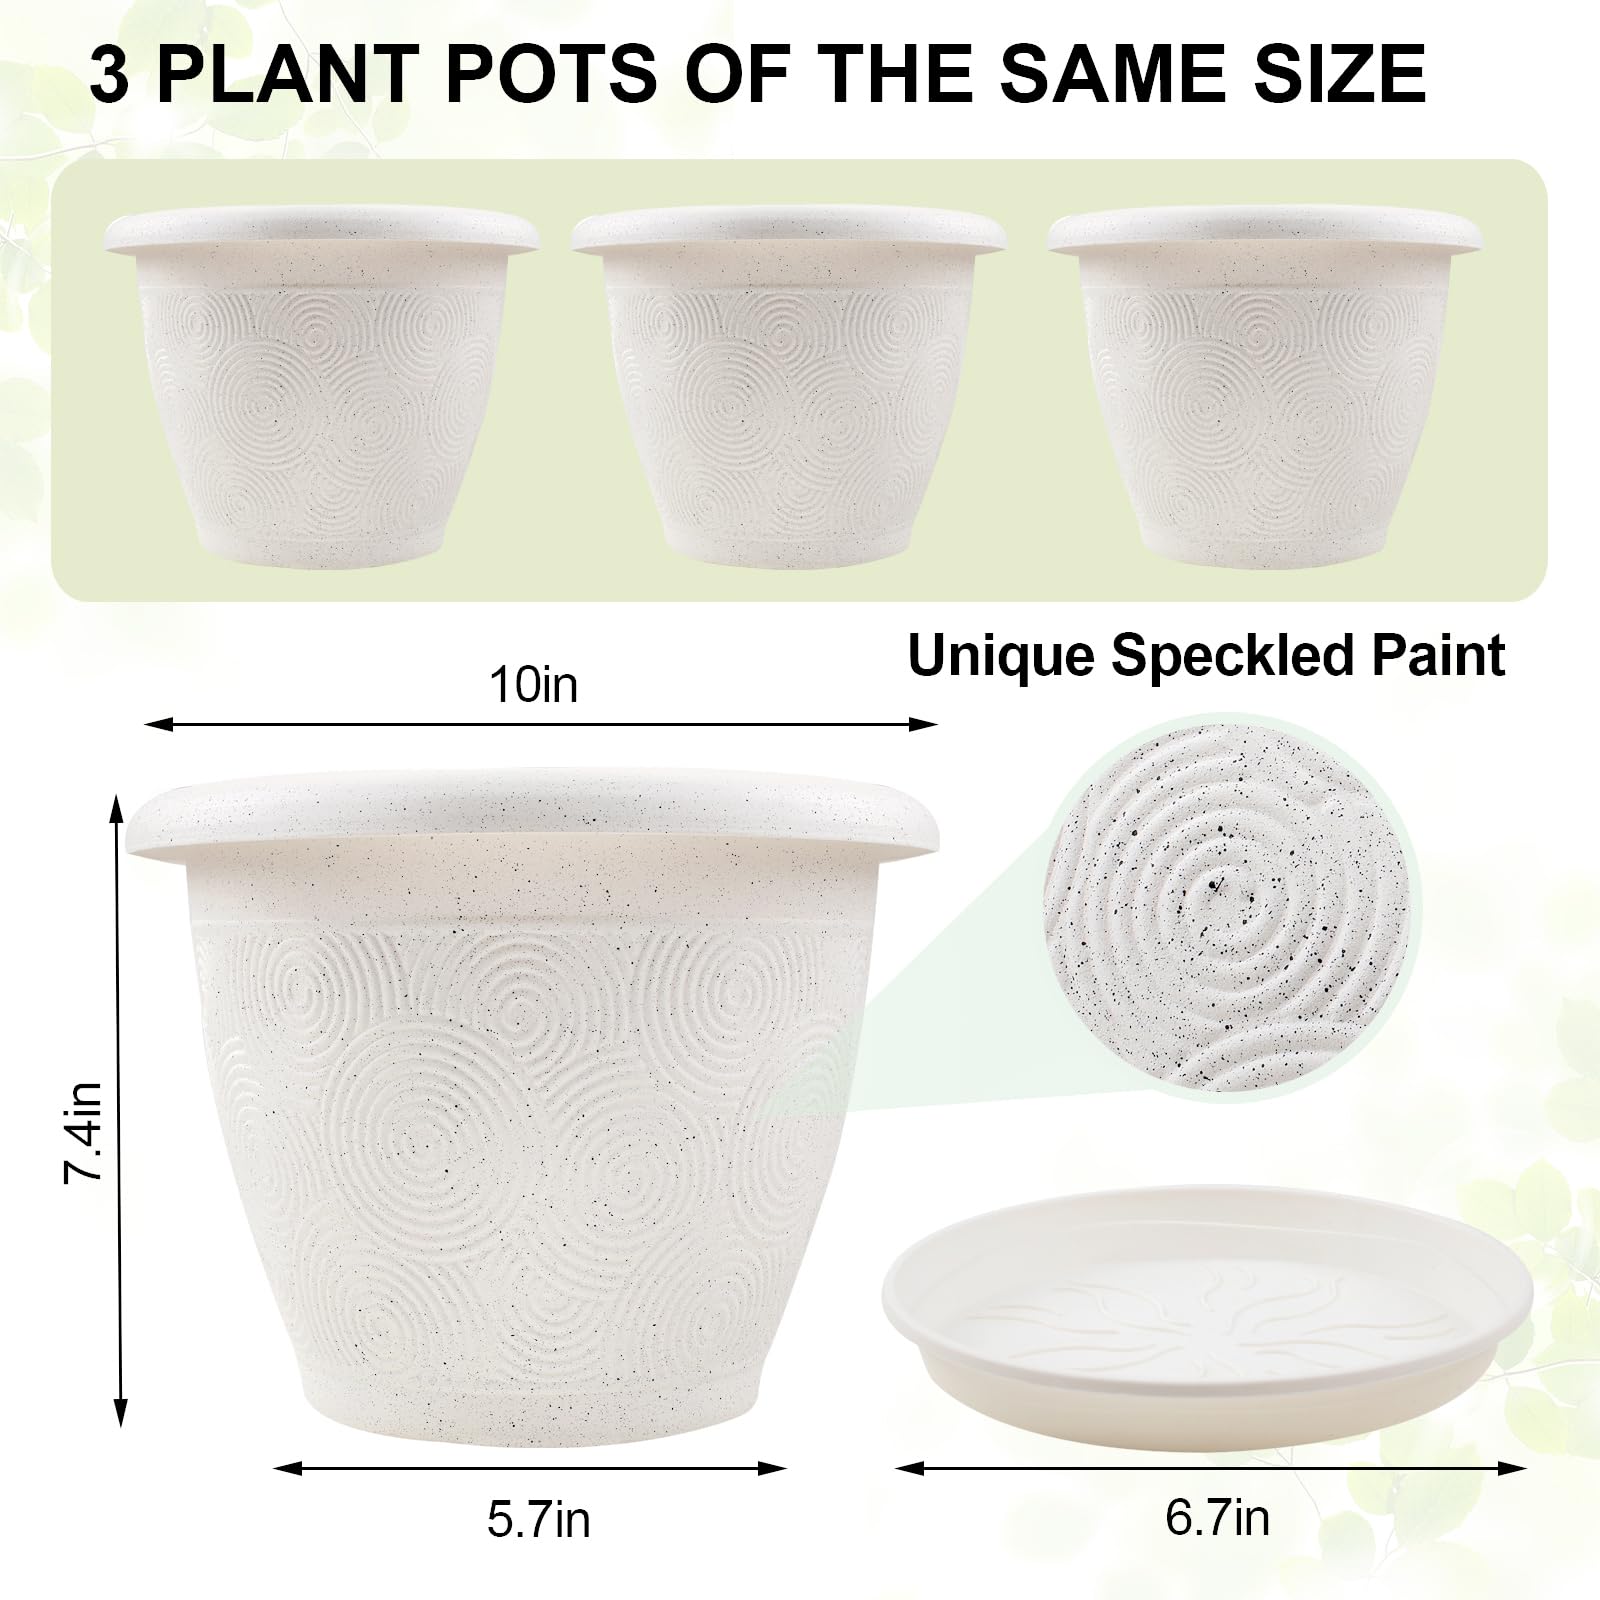 3 PLANT POTS OF THE SAME SIZE
Unique Speckled Paint
10in
7.4in
5.7in
6.7in